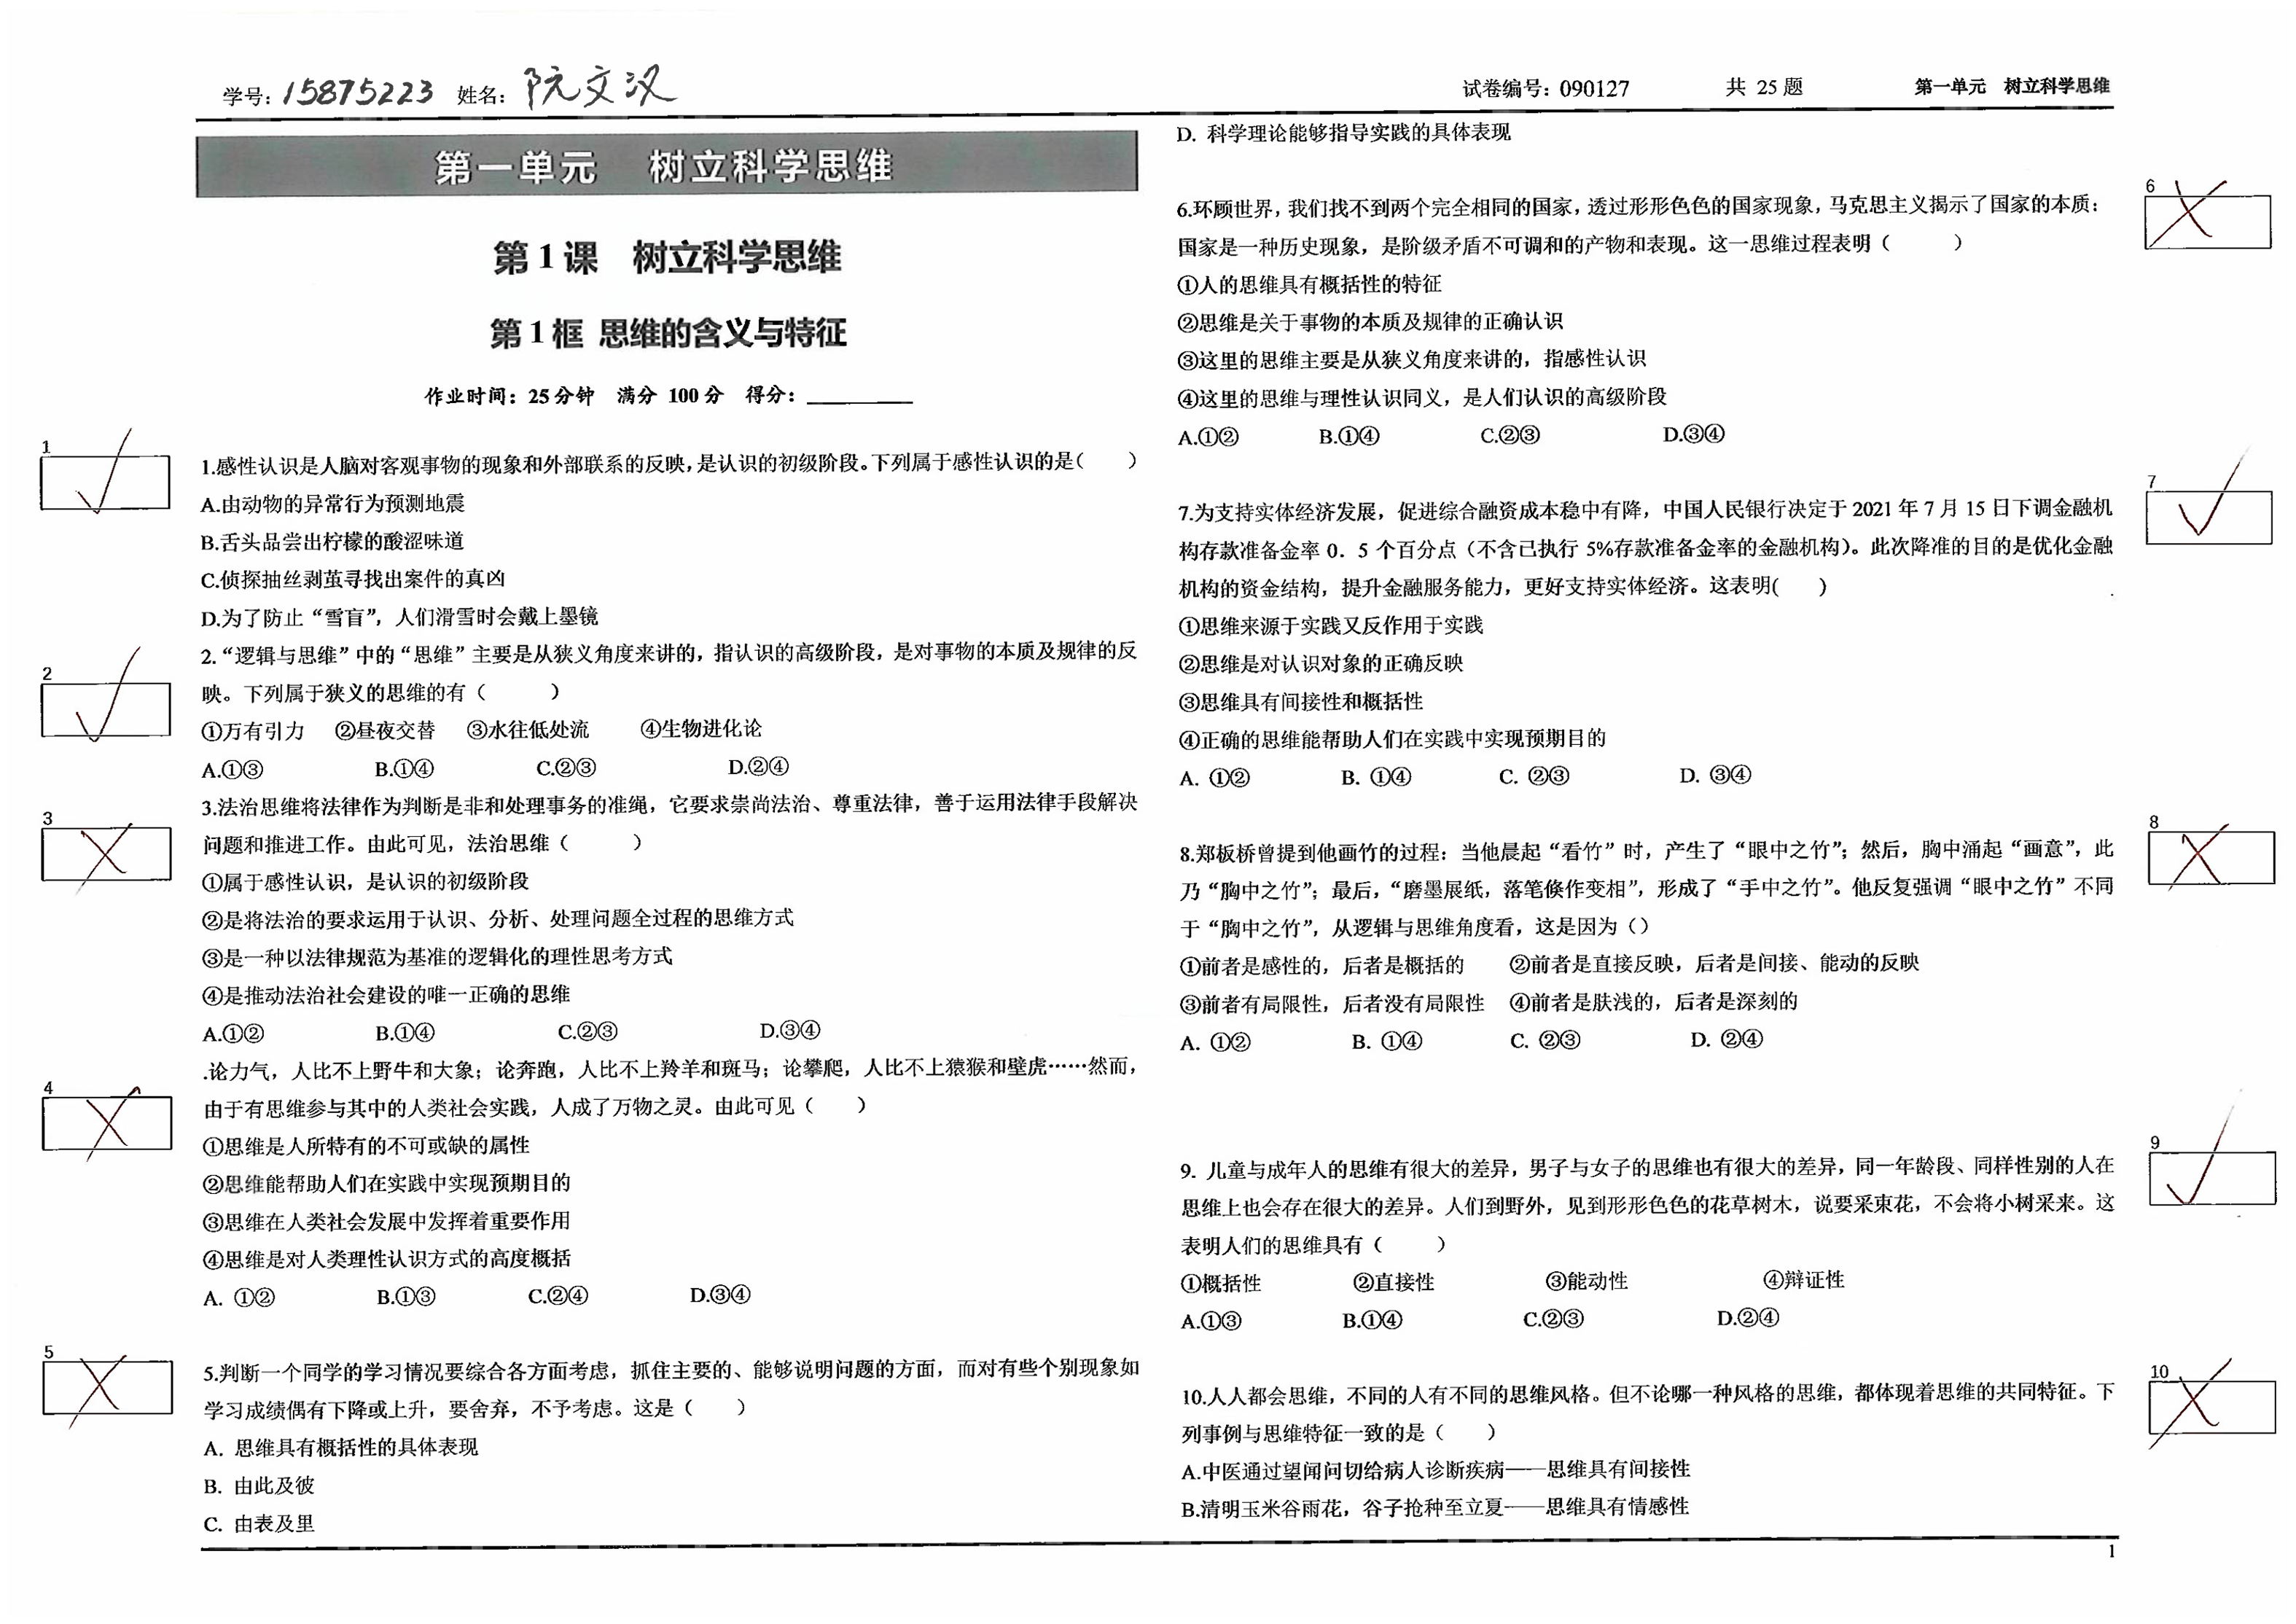 学号：15875223 姓名：阮文汉
试卷编号：090127 共 25题 第一单元 树立科学思维
第一单元 树立科学思维
第1课 树立科学思维
第1框 思维的含义与特征
作业时间：25分钟 满分 100分 得分：
1
1.感性认识是人脑对客观事物的现象和外部联系的反映，是认识的初级阶段。下列属于感性认识的是（ ）
A.由动物的异常行为预测地震
B.舌头品尝出柠檬的酸涩味道
C.侦探抽丝剥茧寻找出案件的真凶
D.为了防止“雪盲”，人们滑雪时会戴上墨镜
2
2.“逻辑与思维”中的“思维”主要是从狭义角度来讲的，指认识的高级阶段，是对事物的本质及规律的反
映。下列属于狭义的思维的有（ ）
①万有引力 ②昼夜交替 ③水往低处流 ④生物进化论
A.①③ B.①④ C.②③ D.②④
3
3.法治思维将法律作为判断是非和处理事务的准绳，它要求崇尚法治、尊重法律，善于运用法律手段解决
问题和推进工作。由此可见，法治思维（ ）
①属于感性认识，是认识的初级阶段
②是将法治的要求运用于认识、分析、处理问题全过程的思维方式
③是一种以法律规范为基准的逻辑化的理性思考方式
④是推动法治社会建设的唯一正确的思维
A.①② B.①④ C.②③ D.③④
4
.论力气，人比不上野牛和大象；论奔跑，人比不上羚羊和斑马；论攀爬，人比不上猿猴和壁虎……然而，
由于有思维参与其中的人类社会实践，人成了万物之灵。由此可见（ ）
①思维是人所特有的不可或缺的属性
②思维能帮助人们在实践中实现预期目的
③思维在人类社会发展中发挥着重要作用
④思维是对人类理性认识方式的高度概括
A. ①② B.①③ C.②④ D.③④
5
5.判断一个同学的学习情况要综合各方面考虑，抓住主要的、能够说明问题的方面，而对有些个别现象如
学习成绩偶有下降或上升，要舍弃，不予考虑。这是（ ）
A. 思维具有概括性的具体表现
B. 由此及彼
C. 由表及里
D. 科学理论能够指导实践的具体表现
6
6.环顾世界，我们找不到两个完全相同的国家，透过形形色色的国家现象，马克思主义揭示了国家的本质：
国家是一种历史现象，是阶级矛盾不可调和的产物和表现。这一思维过程表明（ ）
①人的思维具有概括性的特征
②思维是关于事物的本质及规律的正确认识
③这里的思维主要是从狭义角度来讲的，指感性认识
④这里的思维与理性认识同义，是人们认识的高级阶段
A.①② B.①④ C.②③ D.③④
7
7.为支持实体经济发展，促进综合融资成本稳中有降，中国人民银行决定于 2021 年 7 月 15 日下调金融机
构存款准备金率 0．5 个百分点（不含已执行 5%存款准备金率的金融机构）。此次降准的目的是优化金融
机构的资金结构，提升金融服务能力，更好支持实体经济。这表明( )
①思维来源于实践又反作用于实践
②思维是对认识对象的正确反映
③思维具有间接性和概括性
④正确的思维能帮助人们在实践中实现预期目的
A. ①② B. ①④ C. ②③ D. ③④
8
8.郑板桥曾提到他画竹的过程：当他晨起“看竹”时，产生了“眼中之竹”；然后，胸中涌起“画意”，此
乃“胸中之竹”；最后，“磨墨展纸，落笔倏作变相”，形成了“手中之竹”。他反复强调“眼中之竹”不同
于“胸中之竹”，从逻辑与思维角度看，这是因为（）
①前者是感性的，后者是概括的 ②前者是直接反映，后者是间接、能动的反映
③前者有局限性，后者没有局限性 ④前者是肤浅的，后者是深刻的
A. ①② B. ①④ C. ②③ D. ②④
9
9. 儿童与成年人的思维有很大的差异，男子与女子的思维也有很大的差异，同一年龄段、同样性别的人在
思维上也会存在很大的差异。人们到野外，见到形形色色的花草树木，说要采束花，不会将小树采来。这
表明人们的思维具有（ ）
①概括性 ②直接性 ③能动性 ④辩证性
A.①③ B.①④ C.②③ D.②④
10
10.人人都会思维，不同的人有不同的思维风格。但不论哪一种风格的思维，都体现着思维的共同特征。下
列事例与思维特征一致的是（ ）
A.中医通过望闻问切给病人诊断疾病——思维具有间接性
B.清明玉米谷雨花，谷子抢种至立夏——思维具有情感性
1